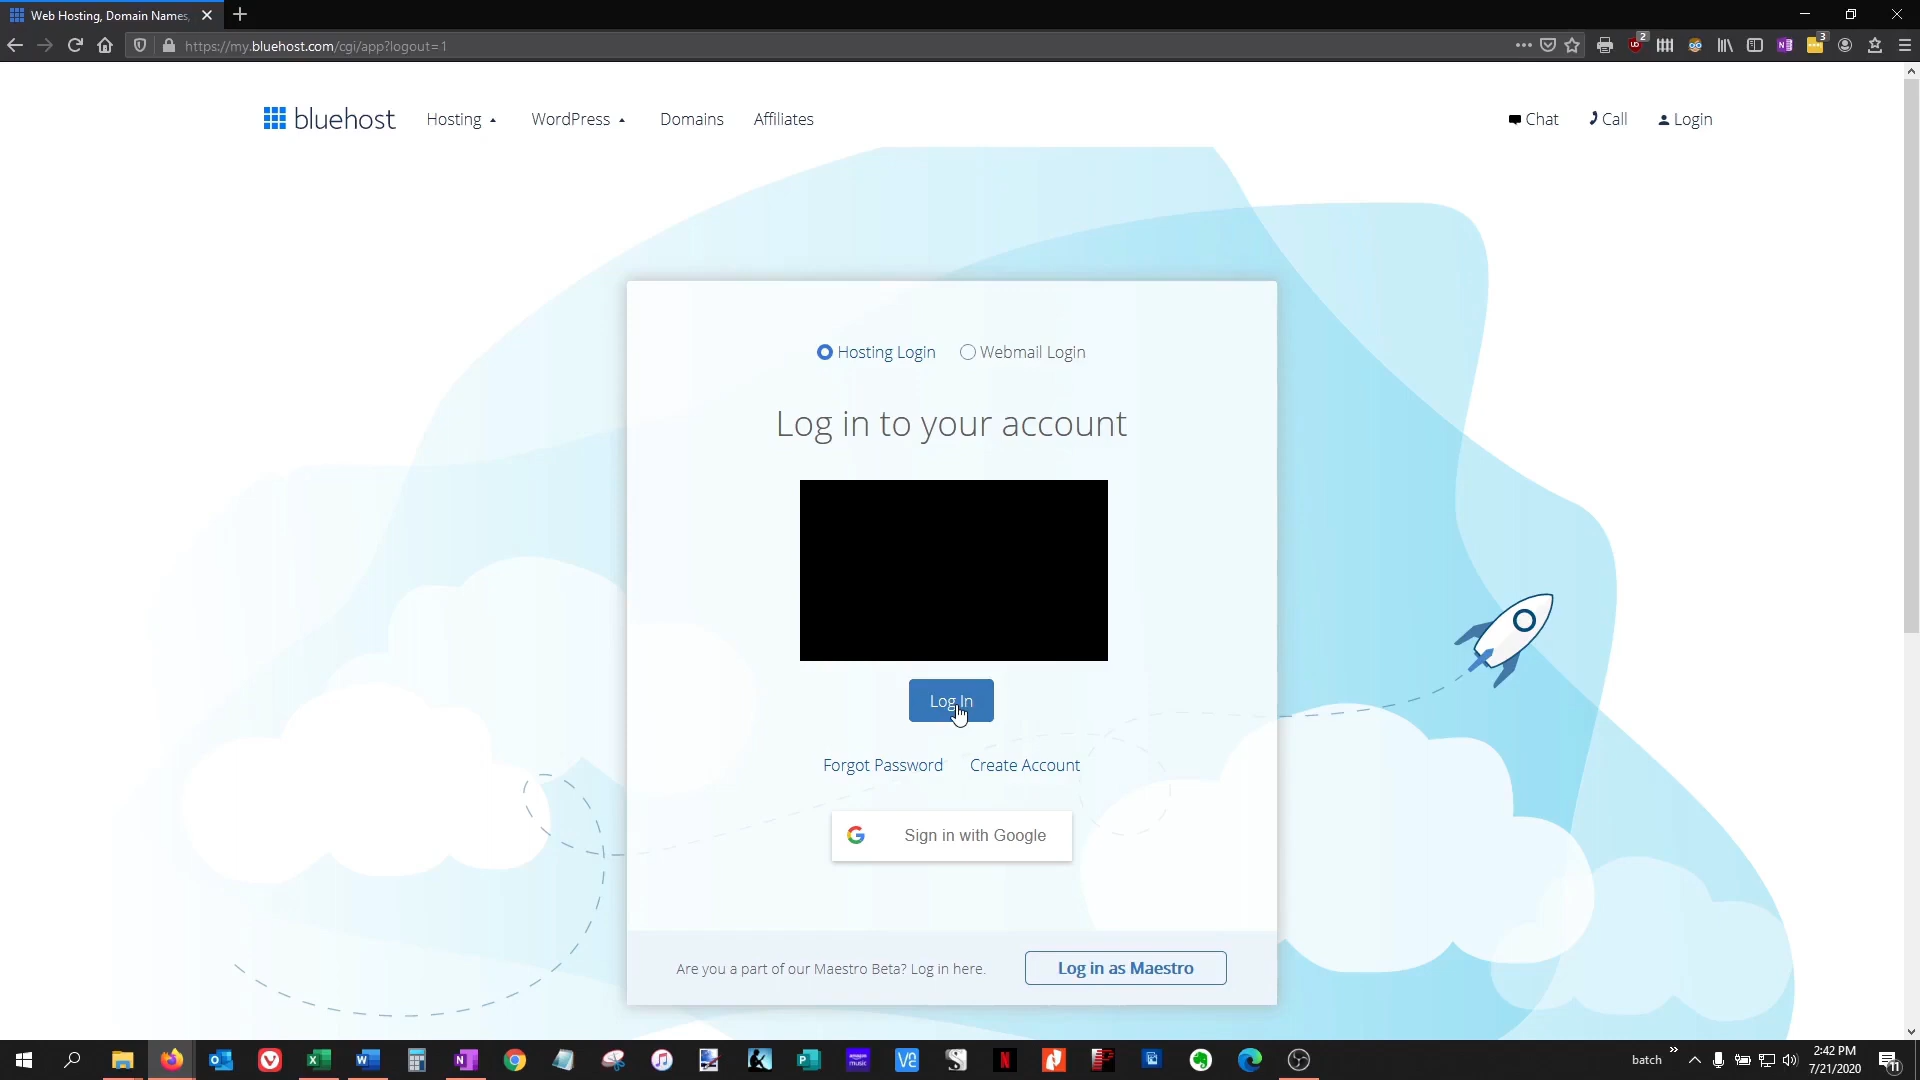 Web Hosting, Domain Names,
https://my.bluehost.com/cgi/app?logout=1
2
3
bluehost
Hosting
WordPress
Domains
Affiliates
Chat
Call
Login
Hosting Login
Webmail Login
Log in to your account
Log In
Forgot Password
Create Account
Sign in with Google
Are you a part of our Maestro Beta? Log in here.
Log in as Maestro
batch
2:42 PM
7/21/2020
11